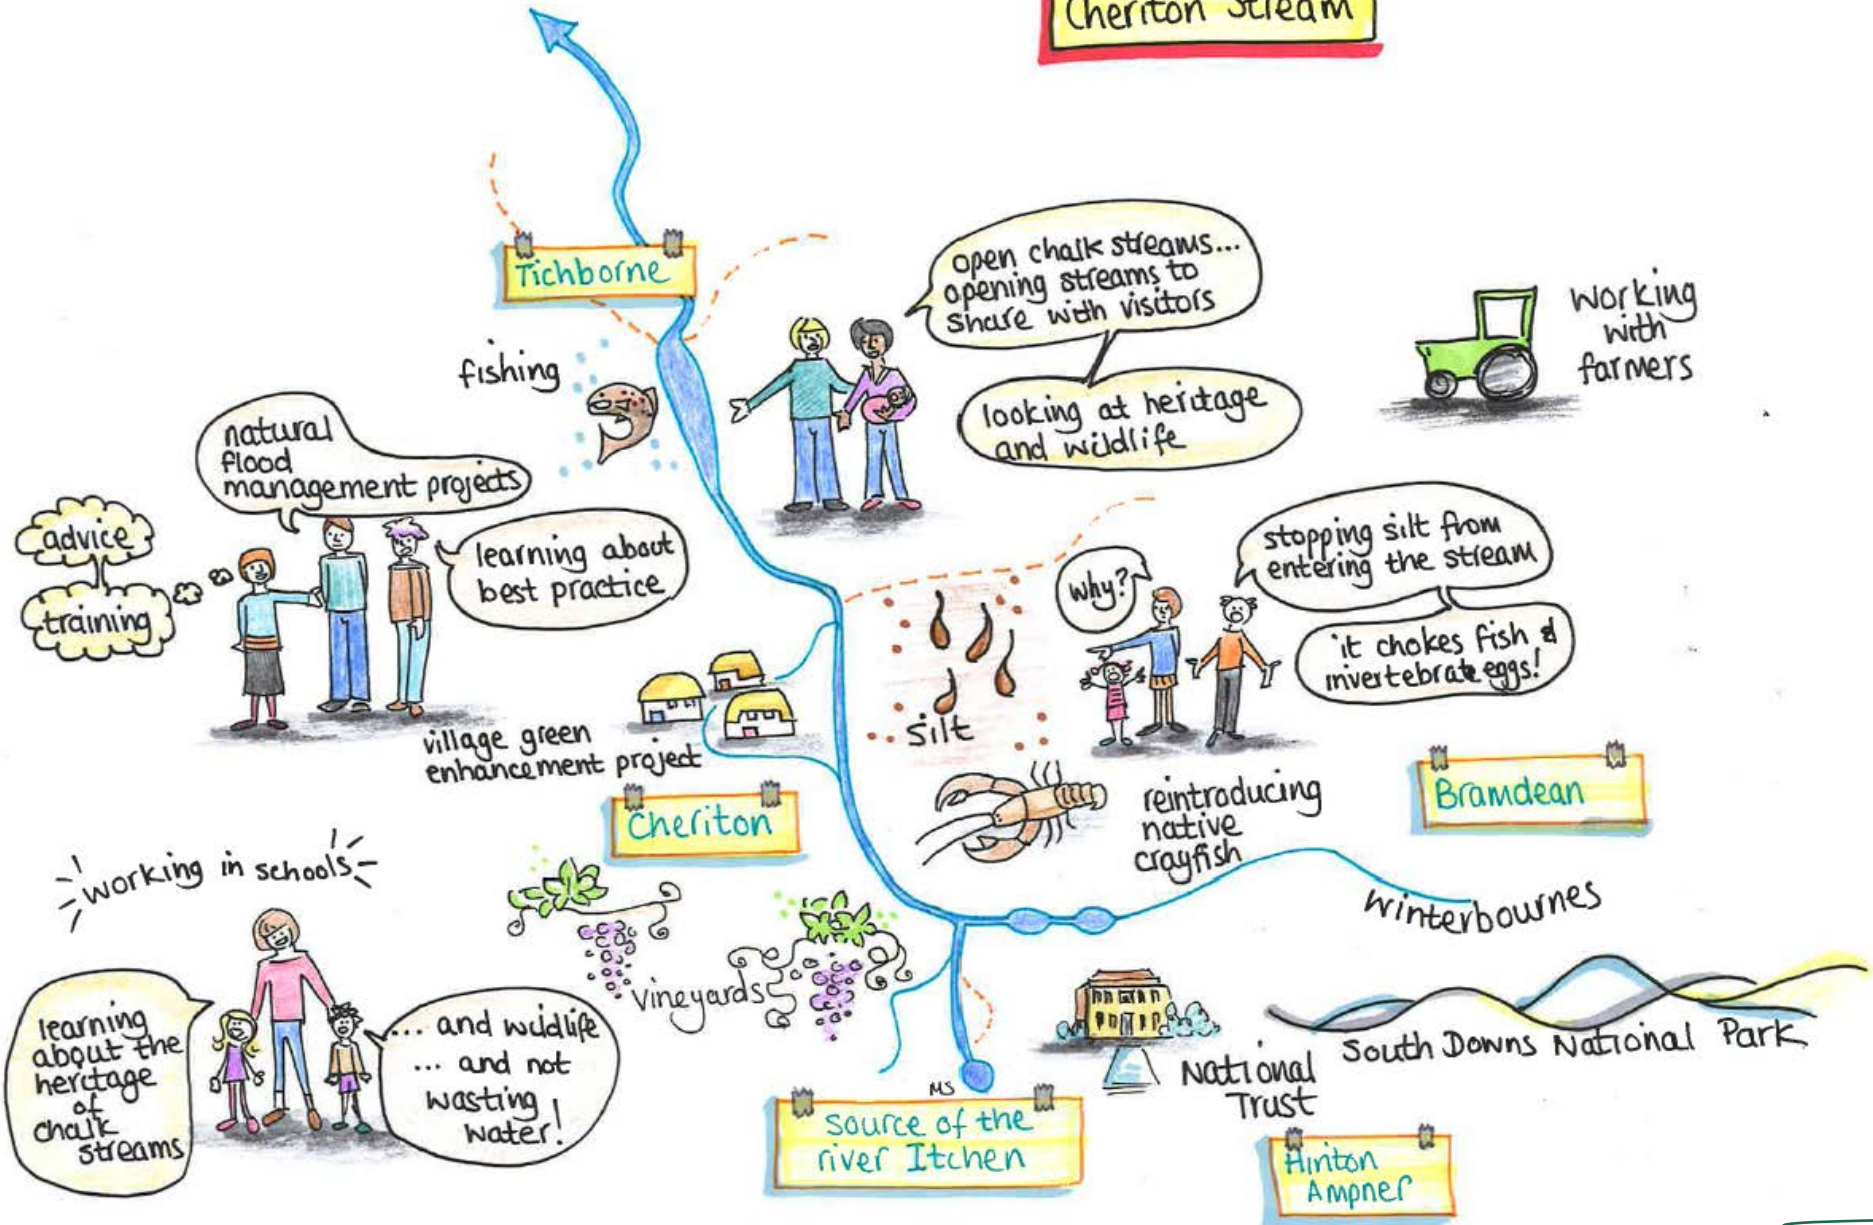 Cheriton Stream
Tichborne
open chalk streams...
opening streams to
share with visitors
looking at heritage
and wildlife
working
with
farmers
fishing
natural
flood
management projects
advice
training
learning about
best practice
why?
stopping silt from
entering the stream
it chokes fish &
invertebrate eggs!
silt
village green
enhancement project
Cheriton
reintroducing
native
crayfish
Bramdean
working in schools
vineyards
winterbournes
learning
about the
heritage
of
chalk
streams
... and wildlife
... and not
wasting
water!
MS
source of the
river Itchen
National
Trust
South Downs National Park
Hinton
Ampner